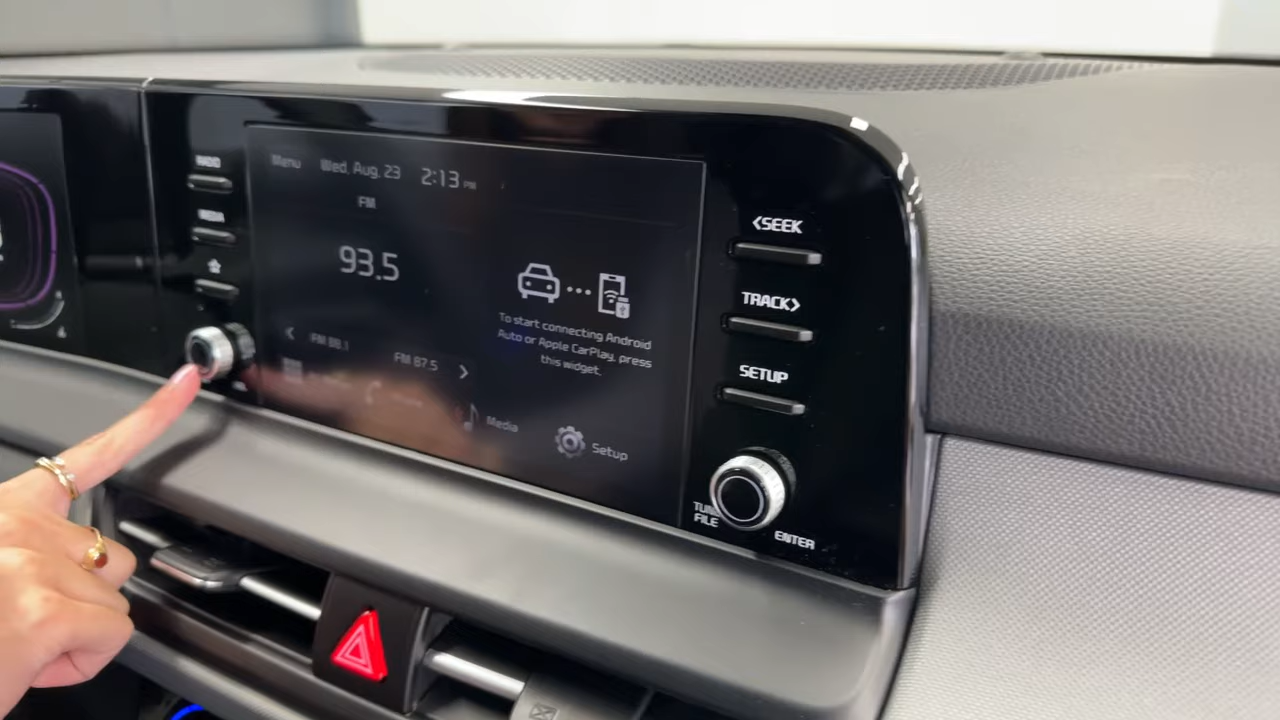 RADIO
MEDIA
Menu Wed, Aug. 23 2:13 PM
FM
93.5
FM 88.1
FM 87.5
To start connecting Android
Auto or Apple CarPlay, press
this widget.
Media
Setup
<SEEK
TRACK>
SETUP
TUNE
FILE
ENTER